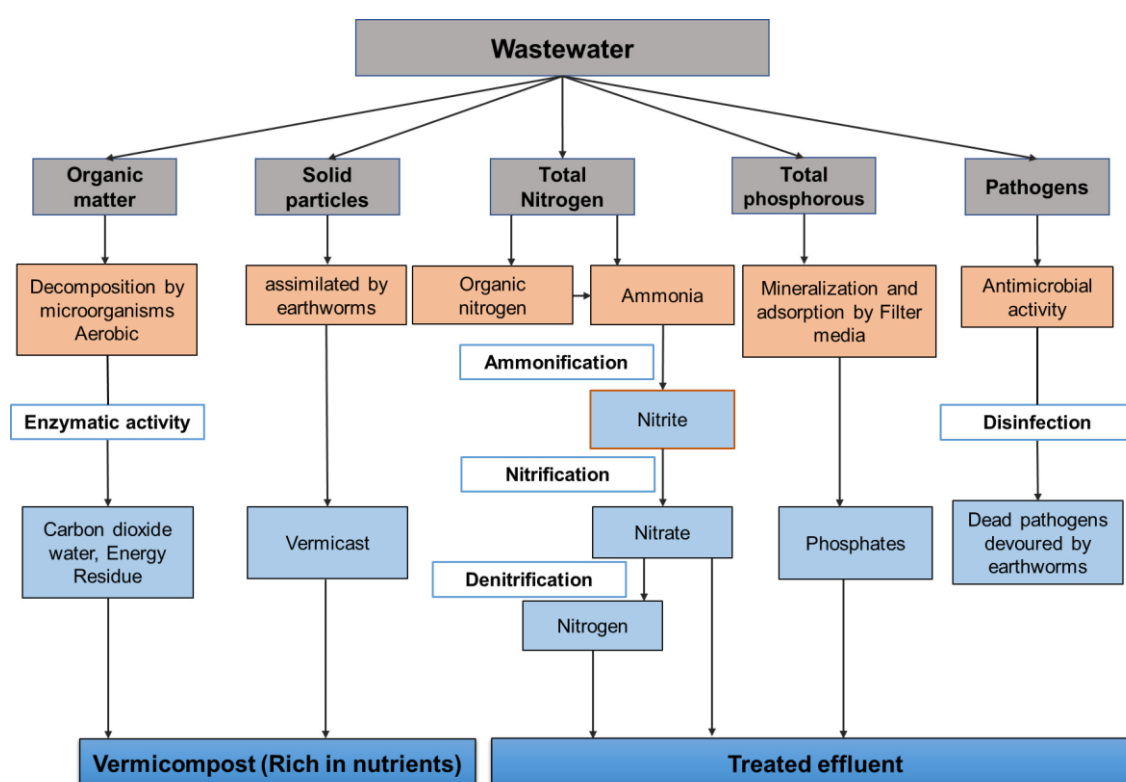 Wastewater
Organic
matter
Solid
particles
Total
Nitrogen
Total
phosphorous
Pathogens
Decomposition by
microorganisms
Aerobic
assimilated by
earthworms
Organic
nitrogen
Ammonia
Mineralization and
adsorption by Filter
media
Antimicrobial
activity
Ammonification
Enzymatic activity
Nitrite
Disinfection
Nitrification
Carbon dioxide
water, Energy
Residue
Vermicast
Nitrate
Phosphates
Dead pathogens
devoured by
earthworms
Denitrification
Nitrogen
Vermicompost (Rich in nutrients)
Treated effluent